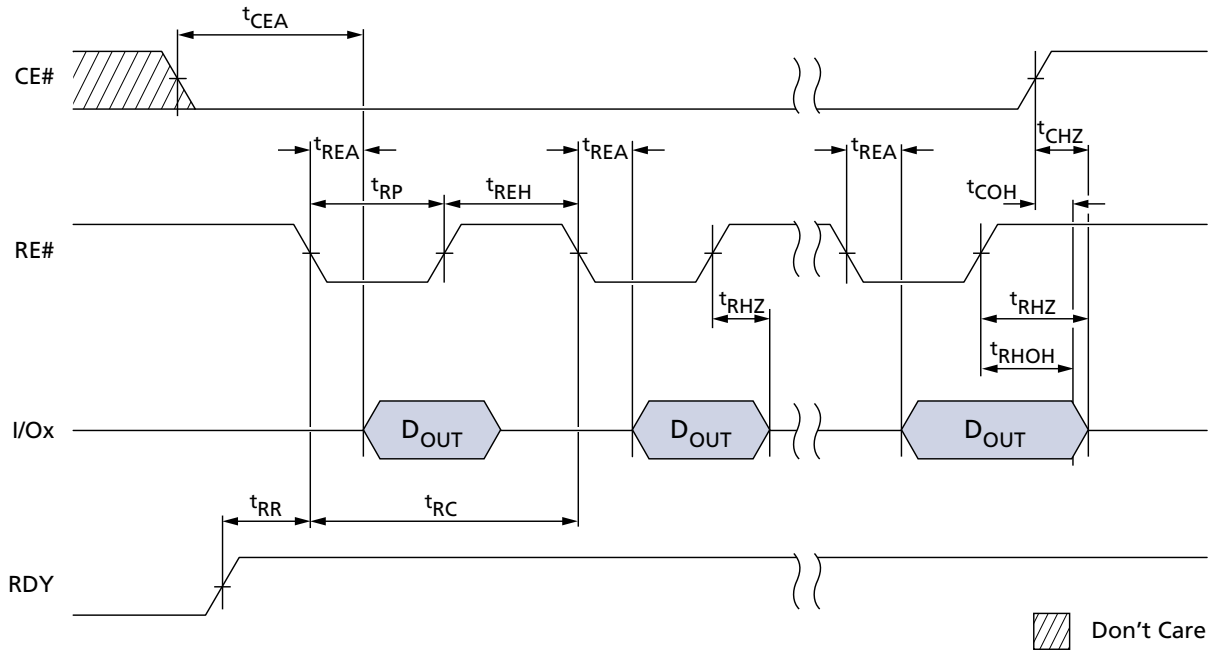 tCEA
CE#
tCHZ
tREA
tREA
tREA
tRP
tREH
tCOH
RE#
tRHZ
tRHZ
tRHOH
I/Ox
DOUT
DOUT
DOUT
tRR
tRC
RDY
Don't Care